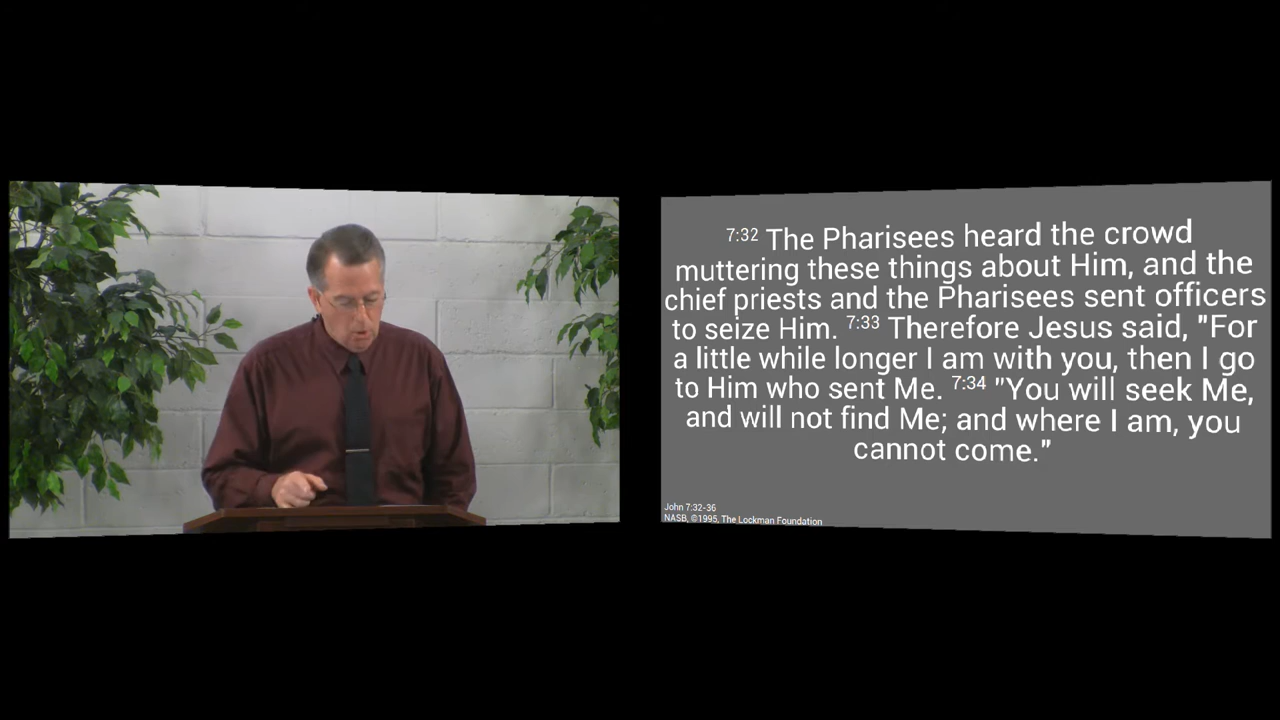 7:32 The Pharisees heard the crowd
muttering these things about Him, and the
chief priests and the Pharisees sent officers
to seize Him. 7:33 Therefore Jesus said, "For
a little while longer I am with you, then I go
to Him who sent Me. 7:34 "You will seek Me,
and will not find Me; and where I am, you
cannot come."
John 7:32-36
NASB, ©1995, The Lockman Foundation